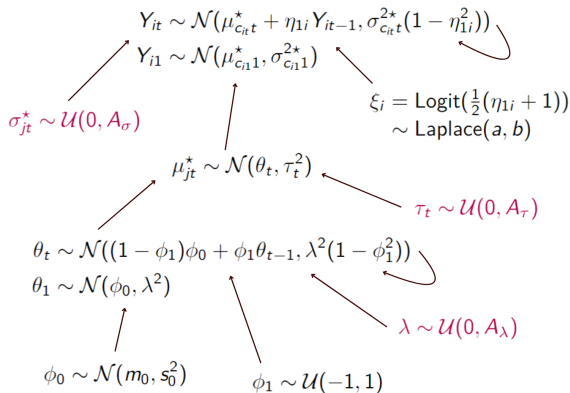 Y_{it} ∼ 𝒩(μ^⋆_{c_{it}t} + η_{1i}Y_{it−1}, σ^{2⋆}_{c_{it}t}(1 − η^2_{1i}))
Y_{i1} ∼ 𝒩(μ^⋆_{c_{i1}1}, σ^{2⋆}_{c_{i1}1})
σ^⋆_{jt} ∼ 𝒰(0, A_σ)
ξ_i = Logit(½(η_{1i} + 1))
∼ Laplace(a, b)
μ^⋆_{jt} ∼ 𝒩(θ_t, τ^2_t)
τ_t ∼ 𝒰(0, A_τ)
θ_t ∼ 𝒩((1 − ϕ_1)ϕ_0 + ϕ_1θ_{t−1}, λ^2(1 − ϕ^2_1))
θ_1 ∼ 𝒩(ϕ_0, λ^2)
λ ∼ 𝒰(0, A_λ)
ϕ_0 ∼ 𝒩(m_0, s^2_0)
ϕ_1 ∼ 𝒰(−1, 1)